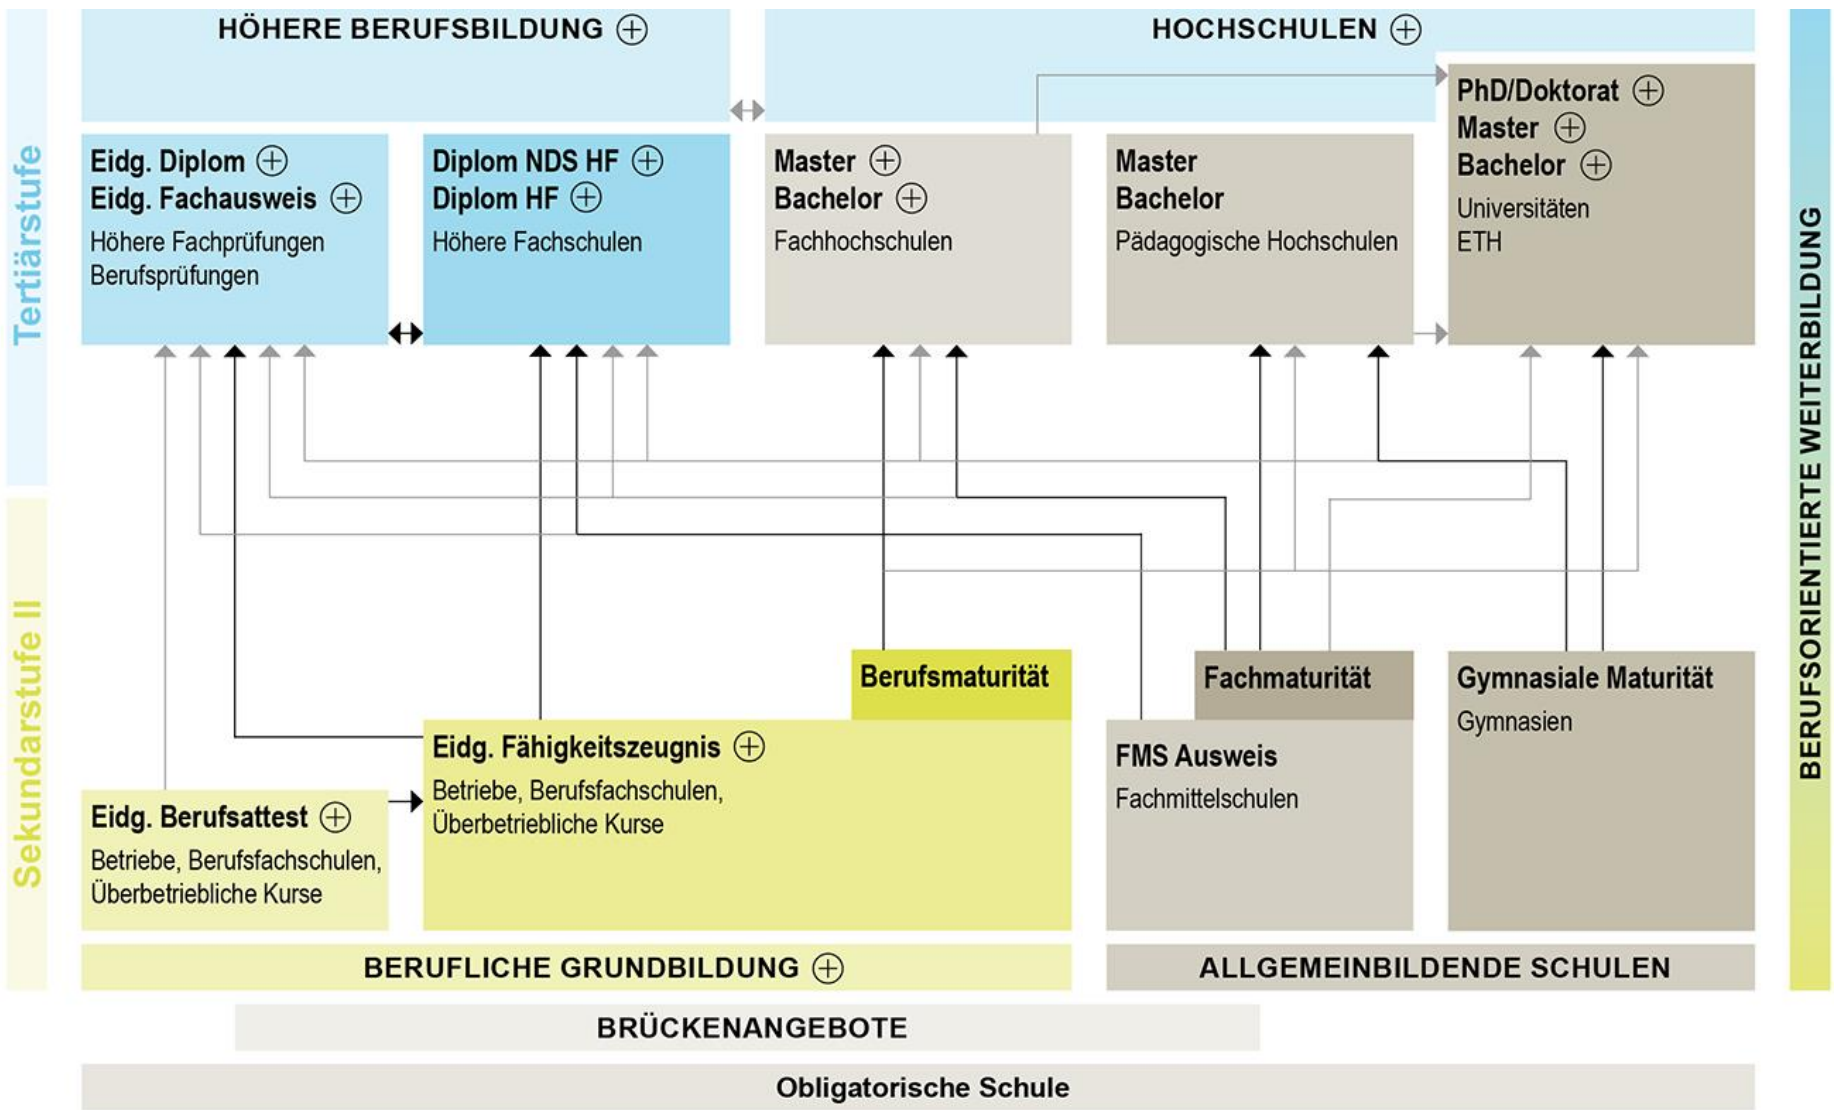 HÖHERE BERUFSBILDUNG ⊕
HOCHSCHULEN ⊕
Tertiärstufe
Eidg. Diplom ⊕
Eidg. Fachausweis ⊕
Höhere Fachprüfungen
Berufsprüfungen
Diplom NDS HF ⊕
Diplom HF ⊕
Höhere Fachschulen
Master ⊕
Bachelor ⊕
Fachhochschulen
Master
Bachelor
Pädagogische Hochschulen
PhD/Doktorat ⊕
Master ⊕
Bachelor ⊕
Universitäten
ETH
BERUFSORIENTIERTE WEITERBILDUNG
Sekundarstufe II
Eidg. Berufsattest ⊕
Betriebe, Berufsfachschulen,
Überbetriebliche Kurse
Berufsmaturität
Eidg. Fähigkeitszeugnis ⊕
Betriebe, Berufsfachschulen,
Überbetriebliche Kurse
Fachmaturität
FMS Ausweis
Fachmittelschulen
Gymnasiale Maturität
Gymnasien
BERUFLICHE GRUNDBILDUNG ⊕
ALLGEMEINBILDENDE SCHULEN
BRÜCKENANGEBOTE
Obligatorische Schule